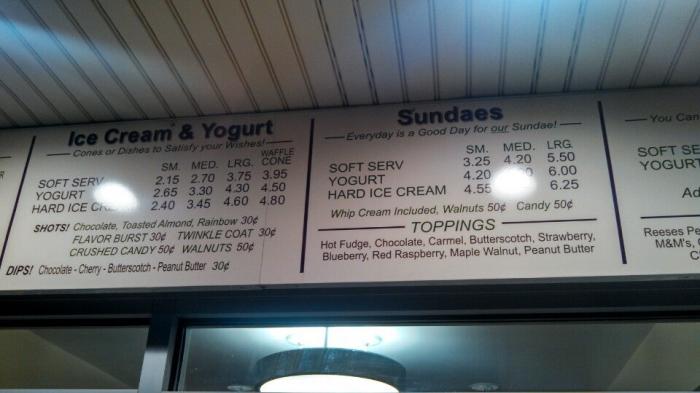 Ice Cream & Yogurt
Cones or Dishes to Satisfy your Wishes!
SM. MED. LRG. WAFFLE CONE
SOFT SERV 2.15 2.70 3.75 3.95
YOGURT 2.65 3.30 4.30 4.50
HARD ICE 2.40 3.45 4.60 4.80
SHOTS! Chocolate, Toasted Almond, Rainbow 30¢
FLAVOR BURST 30¢ TWINKLE COAT 30¢
CRUSHED CANDY 50¢ WALNUTS 50¢
DIPS! Chocolate - Cherry - Butterscotch - Peanut Butter 30¢
Sundaes
Everyday is a Good Day for our Sundae!
SM. MED. LRG.
SOFT SERV 3.25 4.20 5.50
YOGURT 4.20 6.00
HARD ICE CREAM 4.55 6.25
Whip Cream Included, Walnuts 50¢ Candy 50¢
TOPPINGS
Hot Fudge, Chocolate, Carmel, Butterscotch, Strawberry,
Blueberry, Red Raspberry, Maple Walnut, Peanut Butter
You Can
SOFT SE
YOGURT
Reeses Pe
M&M's,